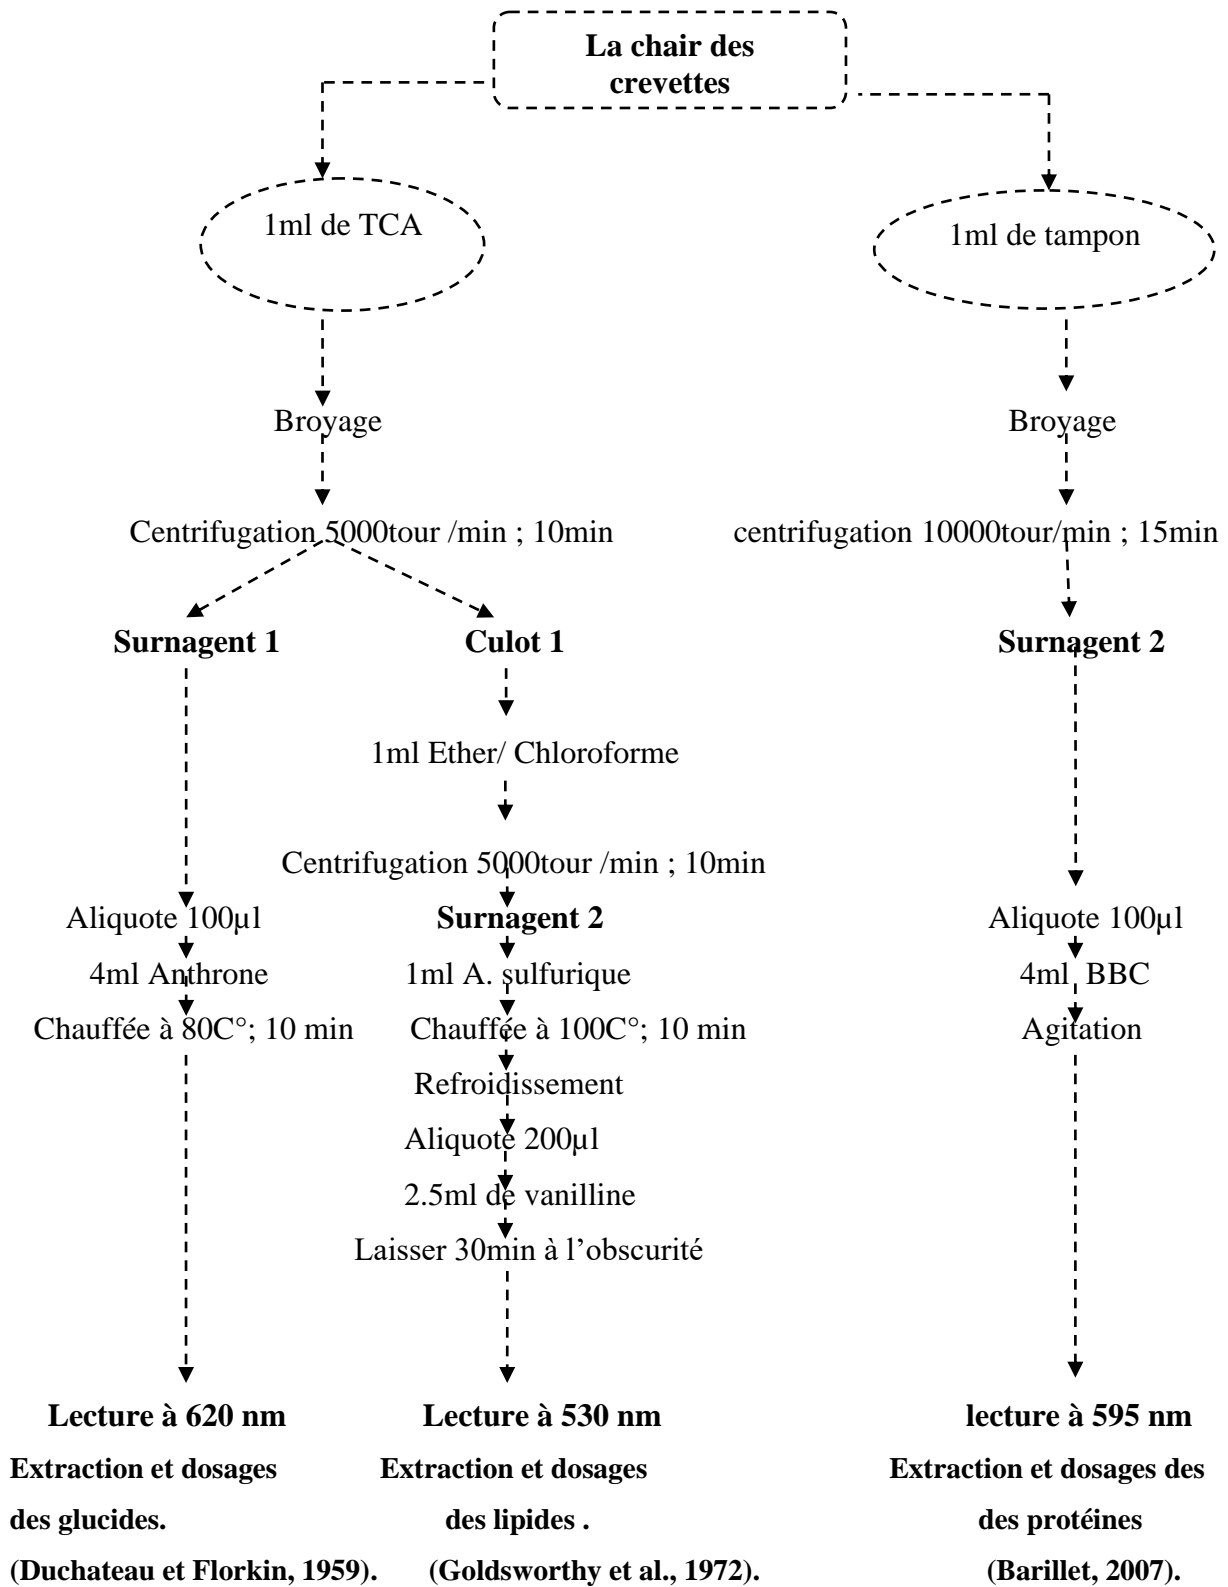 La chair des
crevettes
1ml de TCA
1ml de tampon
Broyage
Broyage
Centrifugation 5000tour /min ; 10min
centrifugation 10000tour/min ; 15min
Surnagent 1
Culot 1
Surnagent 2
1ml Ether/ Chloroforme
Centrifugation 5000tour /min ; 10min
Aliquote 100µl
Surnagent 2
Aliquote 100µl
4ml Anthrone
1ml A. sulfurique
4ml BBC
Chauffée à 80C°; 10 min
Chauffée à 100C°; 10 min
Agitation
Refroidissement
Aliquote 200µl
2.5ml de vanilline
Laisser 30min à l’obscurité
Lecture à 620 nm
Lecture à 530 nm
lecture à 595 nm
Extraction et dosages
des glucides.
(Duchateau et Florkin, 1959).
Extraction et dosages
des lipides .
(Goldsworthy et al., 1972).
Extraction et dosages des
des protéines
(Barillet, 2007).